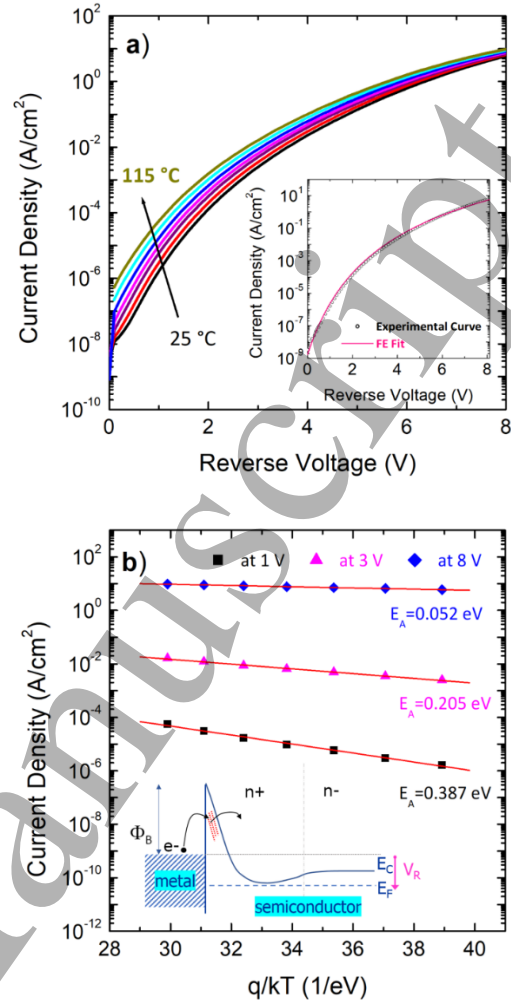 a)
10^2
10^0
10^-2
10^-4
10^-6
10^-8
10^-10
Current Density (A/cm^2)
115 °C
25 °C
10^1
10^-1
10^-3
10^-5
10^-7
10^-9
Current Density (A/cm^2)
Experimental Curve
FE Fit
0 2 4 6 8
Reverse Voltage (V)
0 2 4 6 8
Reverse Voltage (V)
b)
at 1 V at 3 V at 8 V
10^4
10^2
10^0
10^-2
10^-4
10^-6
10^-8
10^-10
10^-12
Current Density (A/cm^2)
E_A=0.052 eV
E_A=0.205 eV
E_A=0.387 eV
n+ n-
Φ_B
e-
E_C
V_R
E_F
metal
semiconductor
28 30 32 34 36 38 40
q/kT (1/eV)
anuscript